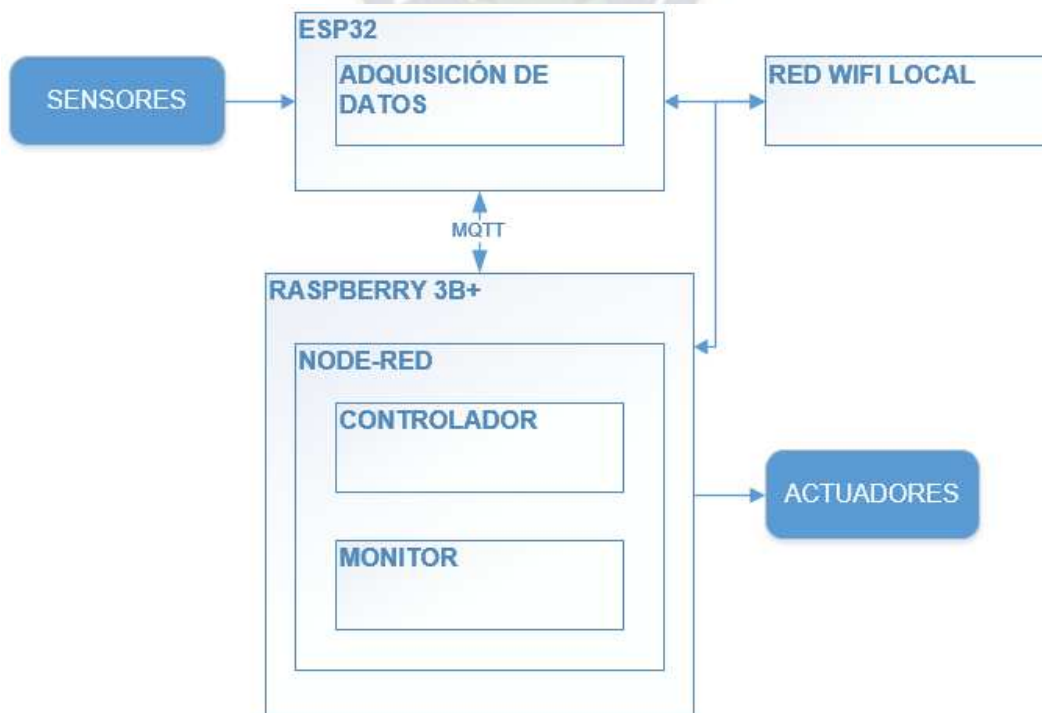 ESP32
ADQUISICIÓN DE
DATOS
SENSORES
RED WIFI LOCAL
MQTT
RASPBERRY 3B+
NODE-RED
CONTROLADOR
ACTUADORES
MONITOR